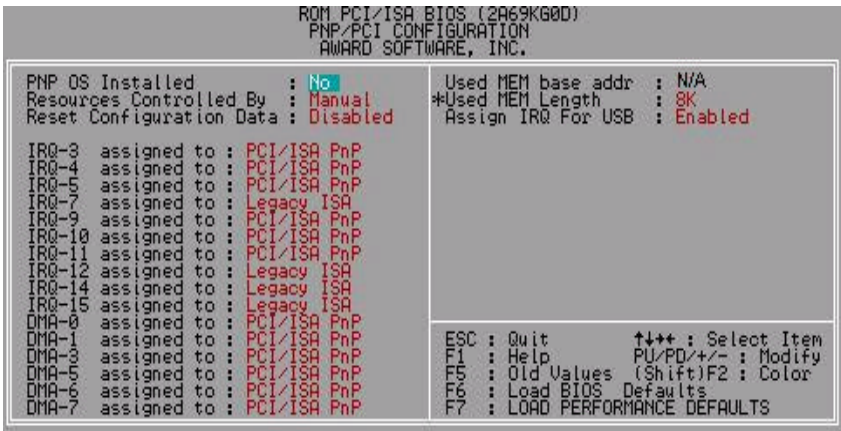 ROM PCI/ISA BIOS (2A69KG0D)
PNP/PCI CONFIGURATION
AWARD SOFTWARE, INC.
PNP OS Installed : No
Resources Controlled By : Manual
Reset Configuration Data : Disabled
IRQ-3 assigned to : PCI/ISA PnP
IRQ-4 assigned to : PCI/ISA PnP
IRQ-5 assigned to : PCI/ISA PnP
IRQ-7 assigned to : Legacy ISA
IRQ-9 assigned to : PCI/ISA PnP
IRQ-10 assigned to : PCI/ISA PnP
IRQ-11 assigned to : PCI/ISA PnP
IRQ-12 assigned to : Legacy ISA
IRQ-14 assigned to : Legacy ISA
IRQ-15 assigned to : Legacy ISA
DMA-0 assigned to : PCI/ISA PnP
DMA-1 assigned to : PCI/ISA PnP
DMA-3 assigned to : PCI/ISA PnP
DMA-5 assigned to : PCI/ISA PnP
DMA-6 assigned to : PCI/ISA PnP
DMA-7 assigned to : PCI/ISA PnP
Used MEM base addr : N/A
*Used MEM Length : 8K
Assign IRQ For USB : Enabled
ESC : Quit ↑↓→← : Select Item
F1 : Help PU/PD/+/- : Modify
F5 : Old Values (Shift)F2 : Color
F6 : Load BIOS Defaults
F7 : LOAD PERFORMANCE DEFAULTS